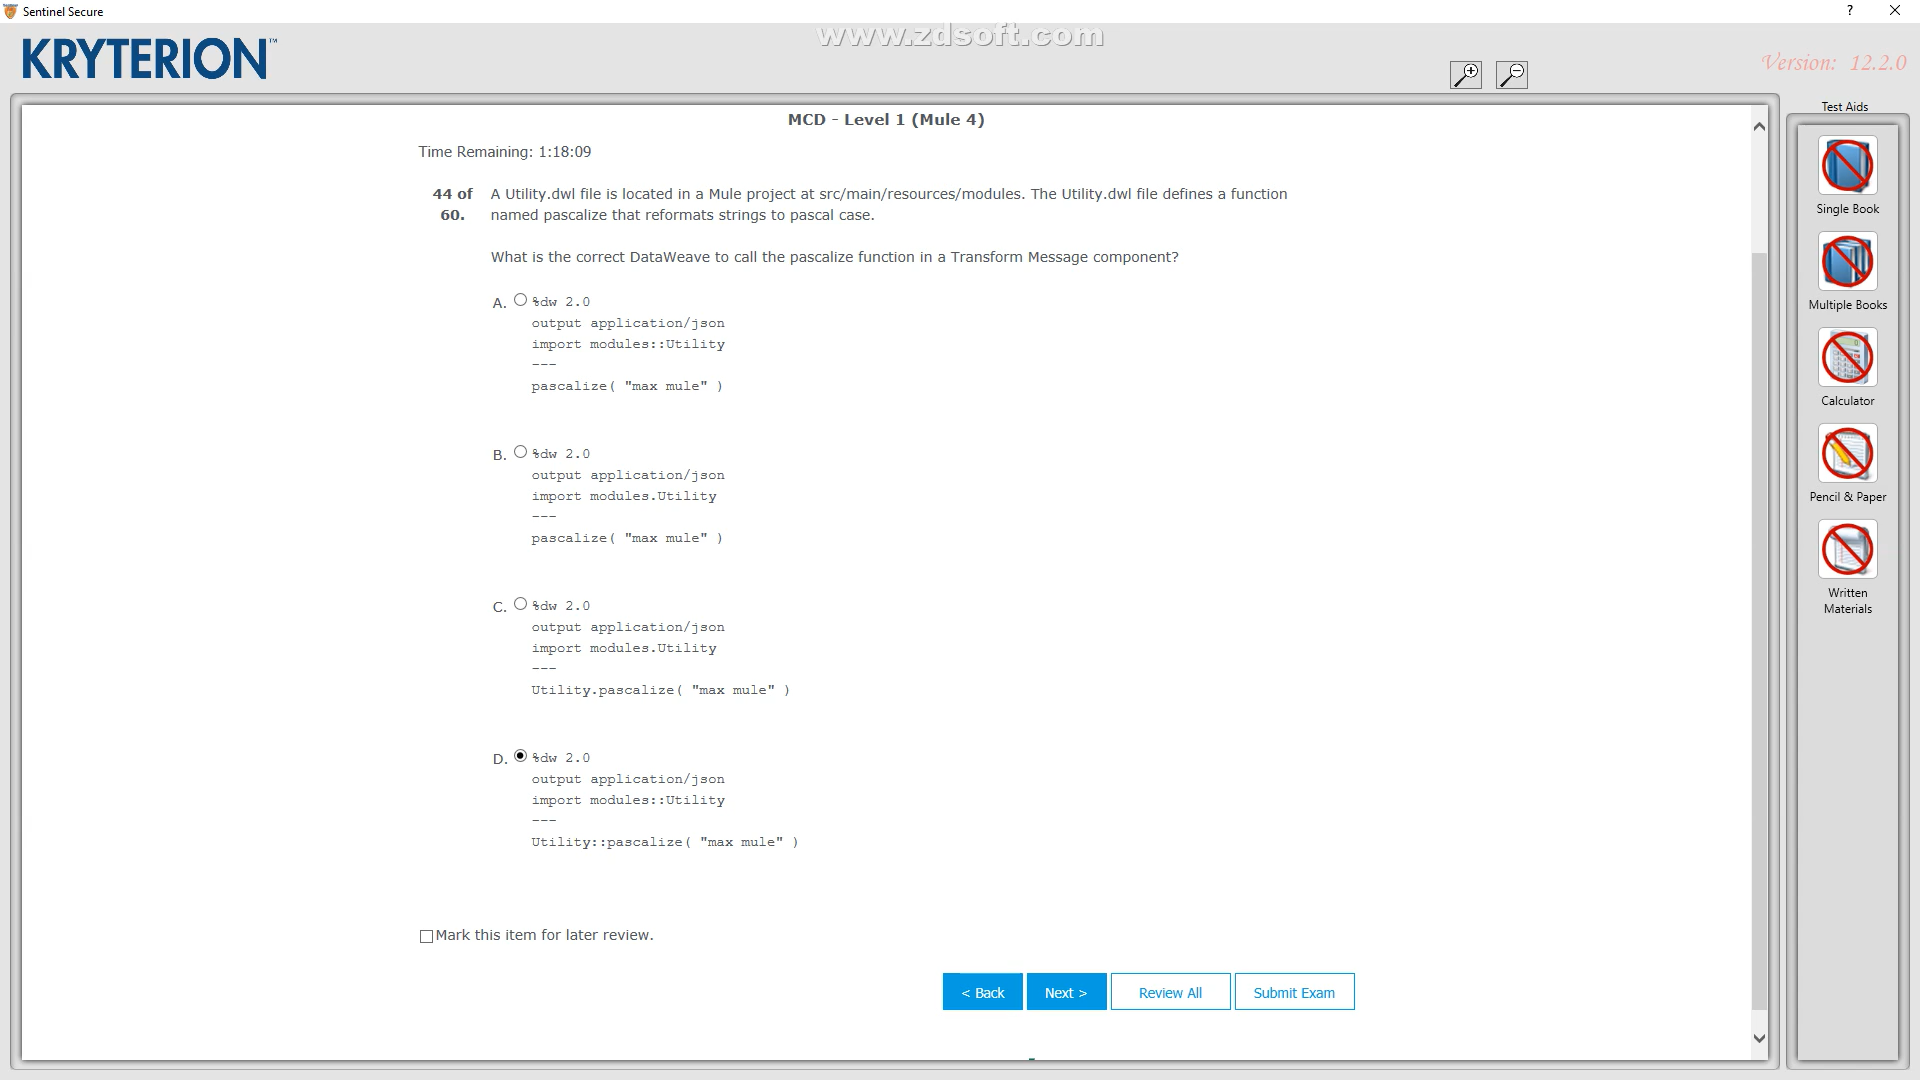 Sentinel Secure
?
www.zdsoft.com
KRYTERION™
Version: 12.2.0
Test Aids
MCD - Level 1 (Mule 4)
Time Remaining: 1:18:09
44 of 60. A Utility.dwl file is located in a Mule project at src/main/resources/modules. The Utility.dwl file defines a function
named pascalize that reformats strings to pascal case.
What is the correct DataWeave to call the pascalize function in a Transform Message component?
A. %dw 2.0
output application/json
import modules::Utility
---
pascalize( "max mule" )
B. %dw 2.0
output application/json
import modules.Utility
---
pascalize( "max mule" )
C. %dw 2.0
output application/json
import modules.Utility
---
Utility.pascalize( "max mule" )
D. %dw 2.0
output application/json
import modules::Utility
---
Utility::pascalize( "max mule" )
Mark this item for later review.
< Back
Next >
Review All
Submit Exam
Single Book
Multiple Books
Calculator
Pencil & Paper
Written
Materials